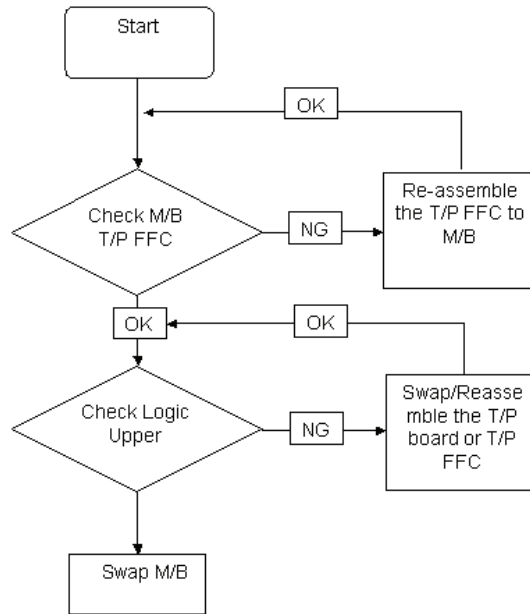 Start
OK
Check M/B
T/P FFC
NG
Re-assemble
the T/P FFC to
M/B
OK
OK
Check Logic
Upper
NG
Swap/Reasse
mble the T/P
board or T/P
FFC
Swap M/B